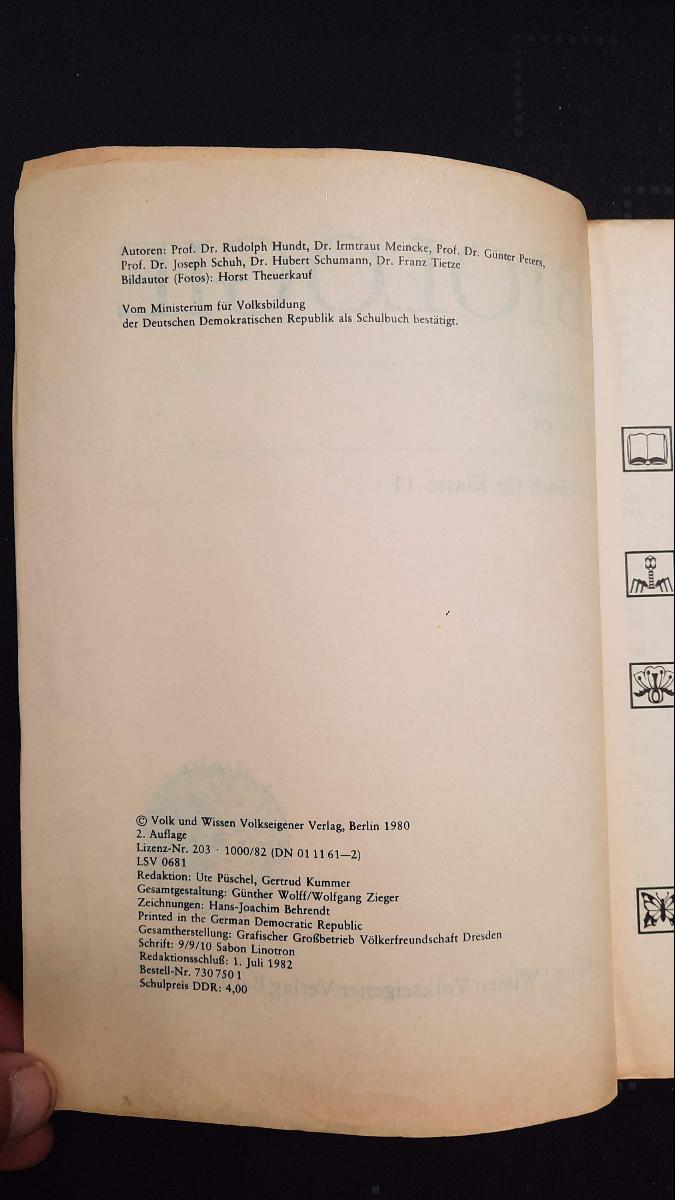 Autoren: Prof. Dr. Rudolph Hundt, Dr. Irmtraut Meincke, Prof. Dr. Günter Peters,
Prof. Dr. Joseph Schuh, Dr. Hubert Schumann, Dr. Franz Tietze
Bildautor (Fotos): Horst Theuerkauf
Vom Ministerium für Volksbildung
der Deutschen Demokratischen Republik als Schulbuch bestätigt.
© Volk und Wissen Volkseigener Verlag, Berlin 1980
2. Auflage
Lizenz-Nr. 203 · 1000/82 (DN 01 11 61—2)
LSV 0681
Redaktion: Ute Püschel, Gertrud Kummer
Gesamtgestaltung: Günther Wolff/Wolfgang Zieger
Zeichnungen: Hans-Joachim Behrendt
Printed in the German Democratic Republic
Gesamtherstellung: Grafischer Großbetrieb Völkerfreundschaft Dresden
Schrift: 9/9/10 Sabon Linotron
Redaktionsschluß: 1. Juli 1982
Bestell-Nr. 730 750 1
Schulpreis DDR: 4,00